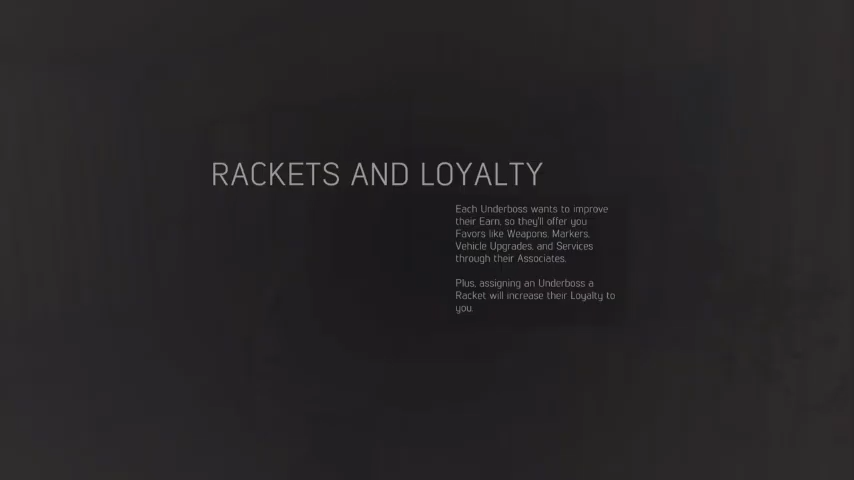 RACKETS AND LOYALTY
Each Underboss wants to improve
their Earn, so they'll offer you
Favors like Weapons, Markers,
Vehicle Upgrades, and Services
through their Associates.
Plus, assigning an Underboss a
Racket will increase their Loyalty to
you.